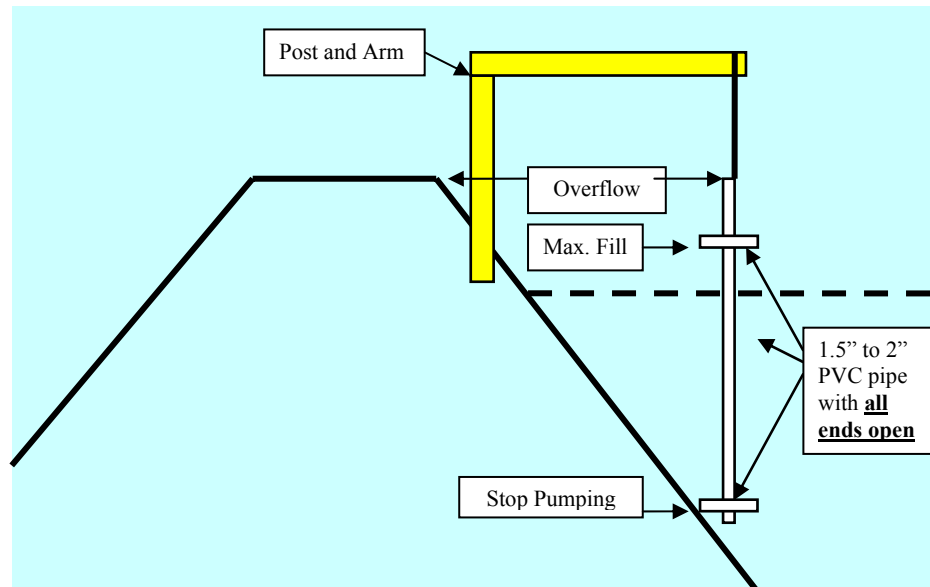 Post and Arm
Overflow
Max. Fill
1.5” to 2”
PVC pipe
with all
ends open
Stop Pumping